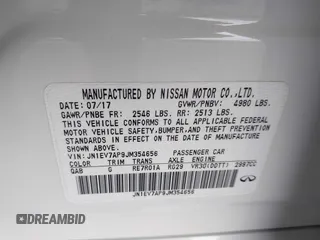 MANUFACTURED BY NISSAN MOTOR CO.,LTD.
DATE: 07/17 GVWR/PNBV: 4980 LBS.
GAWR/PNBE FR: 2546 LBS. RR: 2513 LBS.
THIS VEHICLE CONFORMS TO ALL APPLICABLE FEDERAL
MOTOR VEHICLE SAFETY,BUMPER,AND THEFT PREVENTION
STANDARDS IN EFFECT ON THE DATE OF MANUFACTURE
SHOWN ABOVE.
VIN: JN1EV7AP9JM354656 PASSENGER CAR
COLOR TRIM TRANS AXLE ENGINE
QAB G RE7R01A R029 VR30(DDTT) 2997CC
JN1EV7AP9JM354656
© DREAMBID
DREAMBID.COM